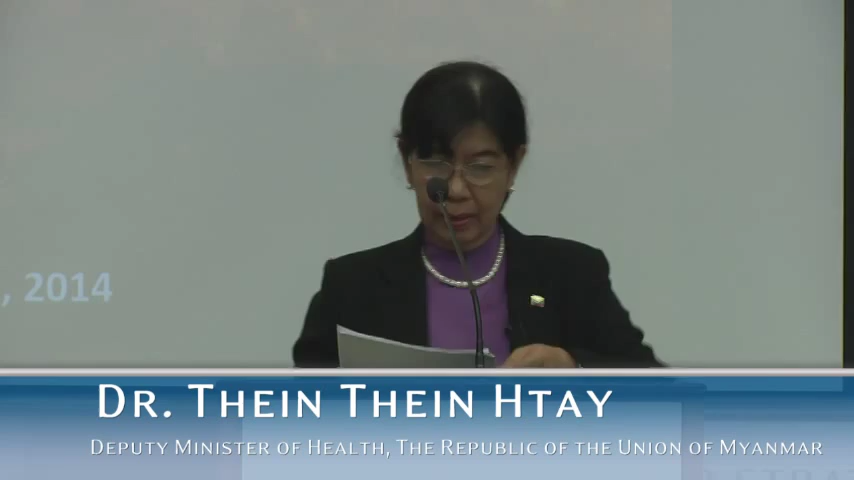 , 2014
DR. THEIN THEIN HTAY
DEPUTY MINISTER OF HEALTH, THE REPUBLIC OF THE UNION OF MYANMAR